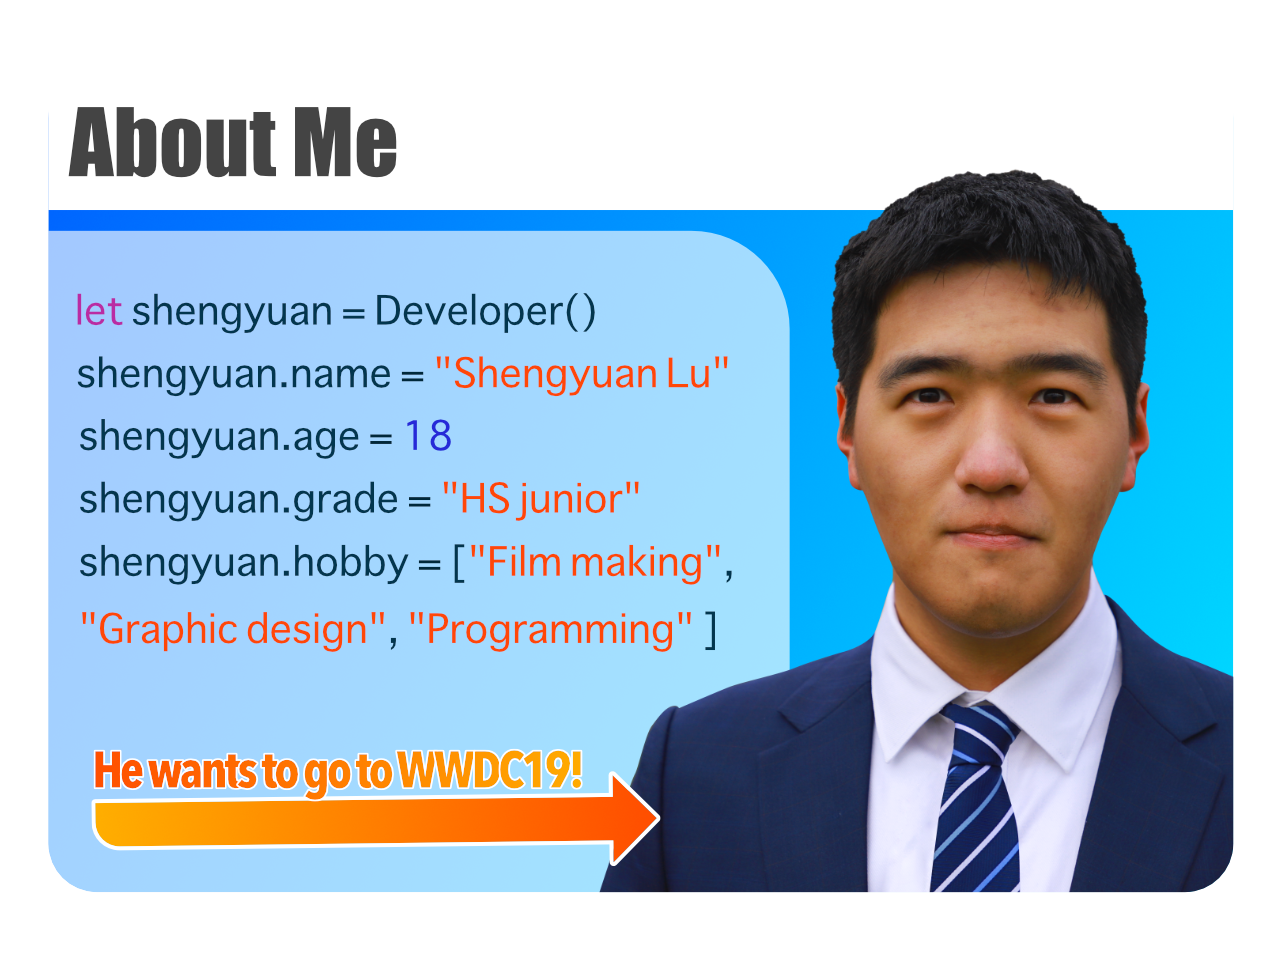 About Me
let shengyuan = Developer()
shengyuan.name = "Shengyuan Lu"
shengyuan.age = 18
shengyuan.grade = "HS junior"
shengyuan.hobby = ["Film making",
"Graphic design", "Programming" ]
He wants to go to WWDC19!